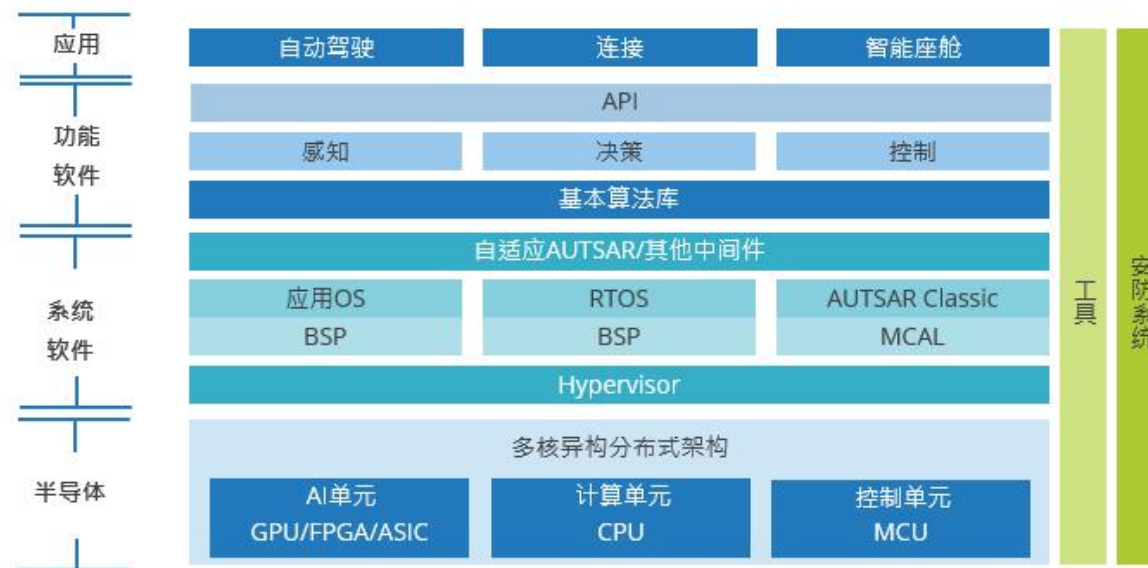 应用
自动驾驶
连接
智能座舱
API
功能
软件
感知
决策
控制
基本算法库
自适应AUTSAR/其他中间件
系统
软件
应用OS
RTOS
AUTSAR Classic
BSP
BSP
MCAL
Hypervisor
半导体
多核异构分布式架构
AI单元
GPU/FPGA/ASIC
计算单元
CPU
控制单元
MCU
工具
安防系统